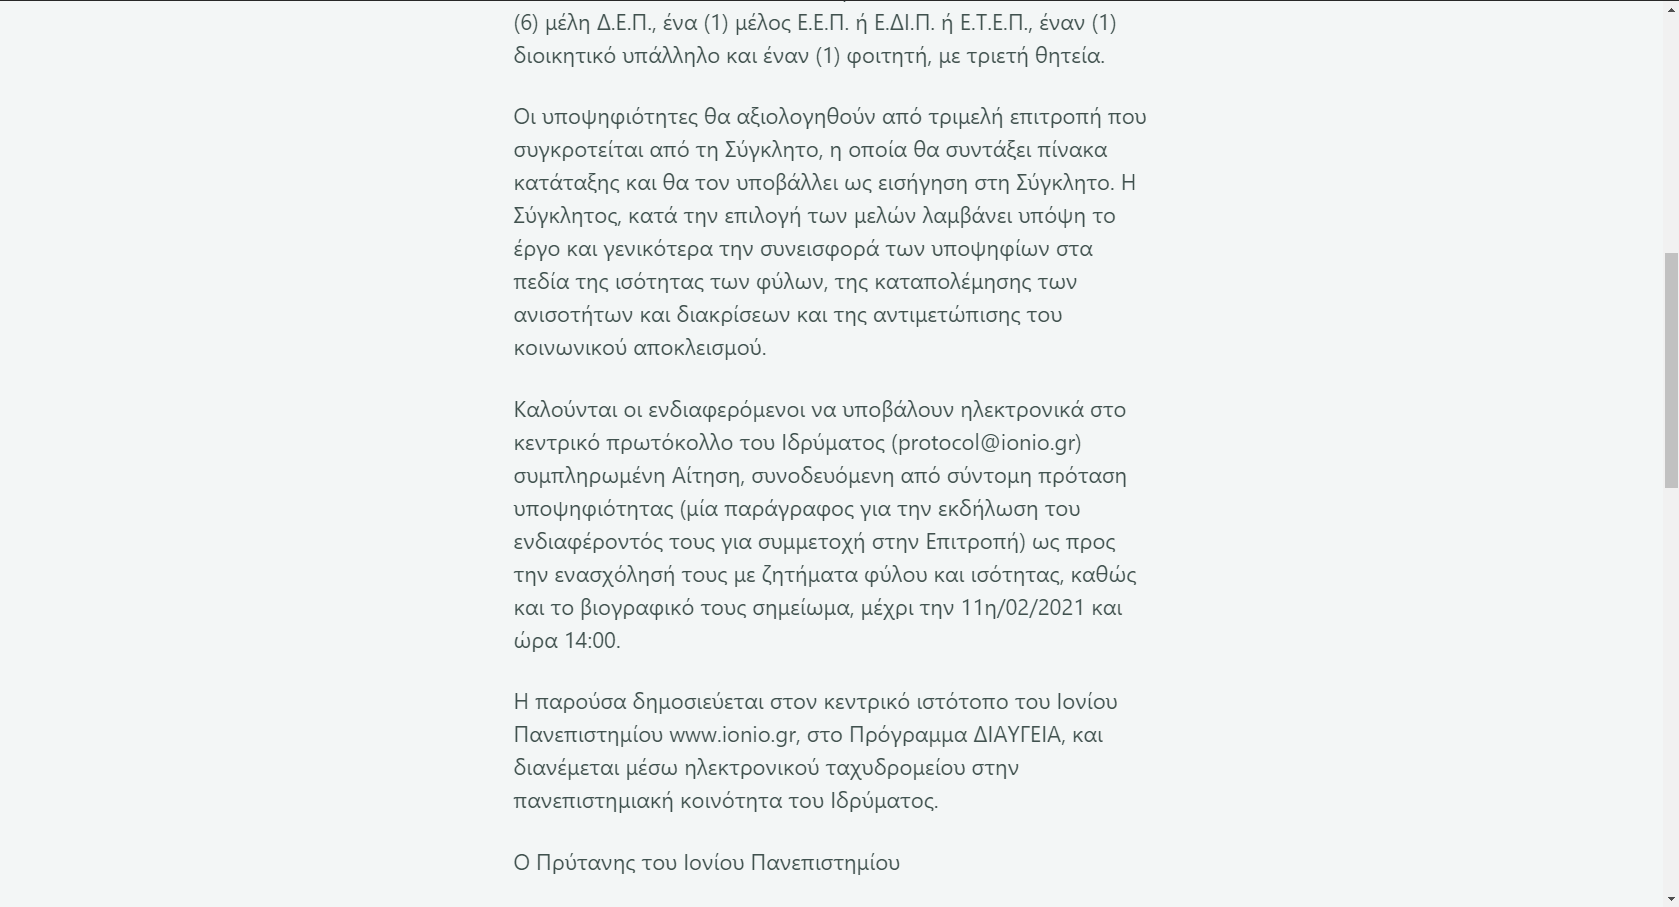 (6) μέλη Δ.Ε.Π., ένα (1) μέλος Ε.Ε.Π. ή Ε.ΔΙ.Π. ή Ε.Τ.Ε.Π., έναν (1)
διοικητικό υπάλληλο και έναν (1) φοιτητή, με τριετή θητεία.
Οι υποψηφιότητες θα αξιολογηθούν από τριμελή επιτροπή που
συγκροτείται από τη Σύγκλητο, η οποία θα συντάξει πίνακα
κατάταξης και θα τον υποβάλλει ως εισήγηση στη Σύγκλητο. Η
Σύγκλητος, κατά την επιλογή των μελών λαμβάνει υπόψη το
έργο και γενικότερα την συνεισφορά των υποψηφίων στα
πεδία της ισότητας των φύλων, της καταπολέμησης των
ανισοτήτων και διακρίσεων και της αντιμετώπισης του
κοινωνικού αποκλεισμού.
Καλούνται οι ενδιαφερόμενοι να υποβάλουν ηλεκτρονικά στο
κεντρικό πρωτόκολλο του Ιδρύματος (protocol@ionio.gr)
συμπληρωμένη Αίτηση, συνοδευόμενη από σύντομη πρόταση
υποψηφιότητας (μία παράγραφος για την εκδήλωση του
ενδιαφέροντός τους για συμμετοχή στην Επιτροπή) ως προς
την ενασχόλησή τους με ζητήματα φύλου και ισότητας, καθώς
και το βιογραφικό τους σημείωμα, μέχρι την 11η/02/2021 και
ώρα 14:00.
Η παρούσα δημοσιεύεται στον κεντρικό ιστότοπο του Ιονίου
Πανεπιστημίου www.ionio.gr, στο Πρόγραμμα ΔΙΑΥΓΕΙΑ, και
διανέμεται μέσω ηλεκτρονικού ταχυδρομείου στην
πανεπιστημιακή κοινότητα του Ιδρύματος.
Ο Πρύτανης του Ιονίου Πανεπιστημίου